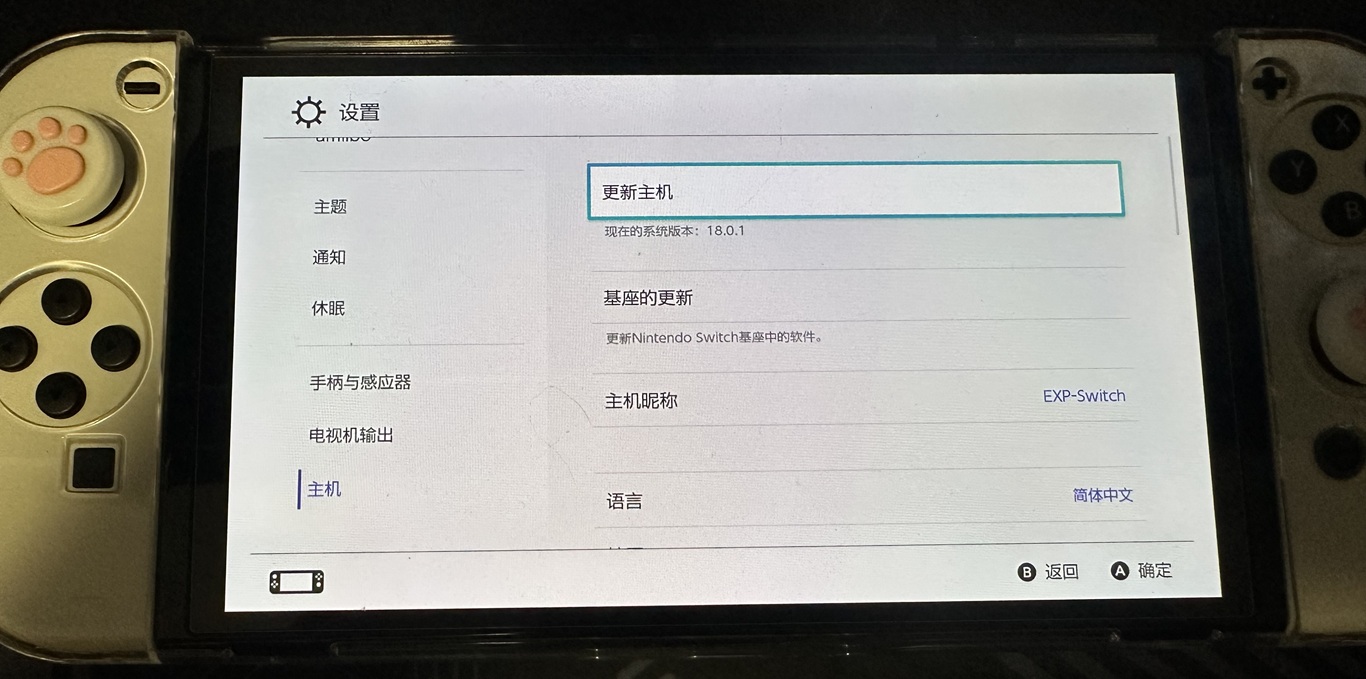 设置
amiibo
主题
通知
休眠
手柄与感应器
电视机输出
主机
更新主机
现在的系统版本：18.0.1
基座的更新
更新Nintendo Switch基座中的软件。
主机昵称 EXP-Switch
语言 简体中文
B 返回 A 确定
X
Y
B